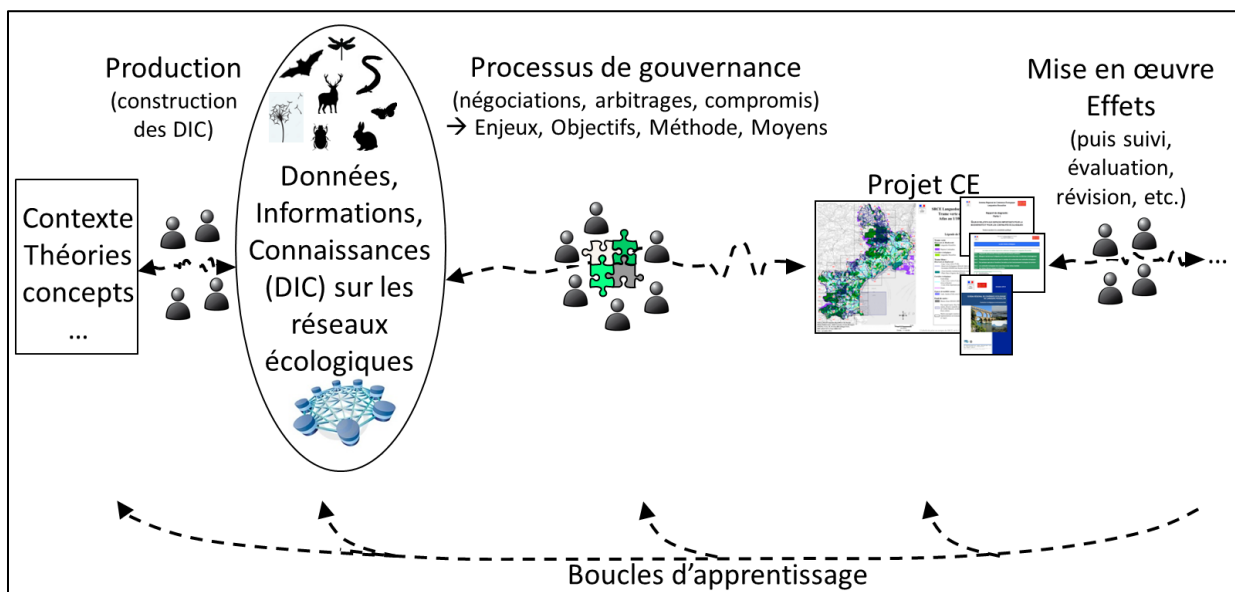 Production
(construction
des DIC)
Contexte
Théories
concepts
...
Données,
Informations,
Connaissances
(DIC) sur les
réseaux
écologiques
Processus de gouvernance
(négociations, arbitrages, compromis)
→ Enjeux, Objectifs, Méthode, Moyens
Projet CE
Mise en œuvre
Effets
(puis suivi,
évaluation,
révision, etc.)
...
Boucles d’apprentissage